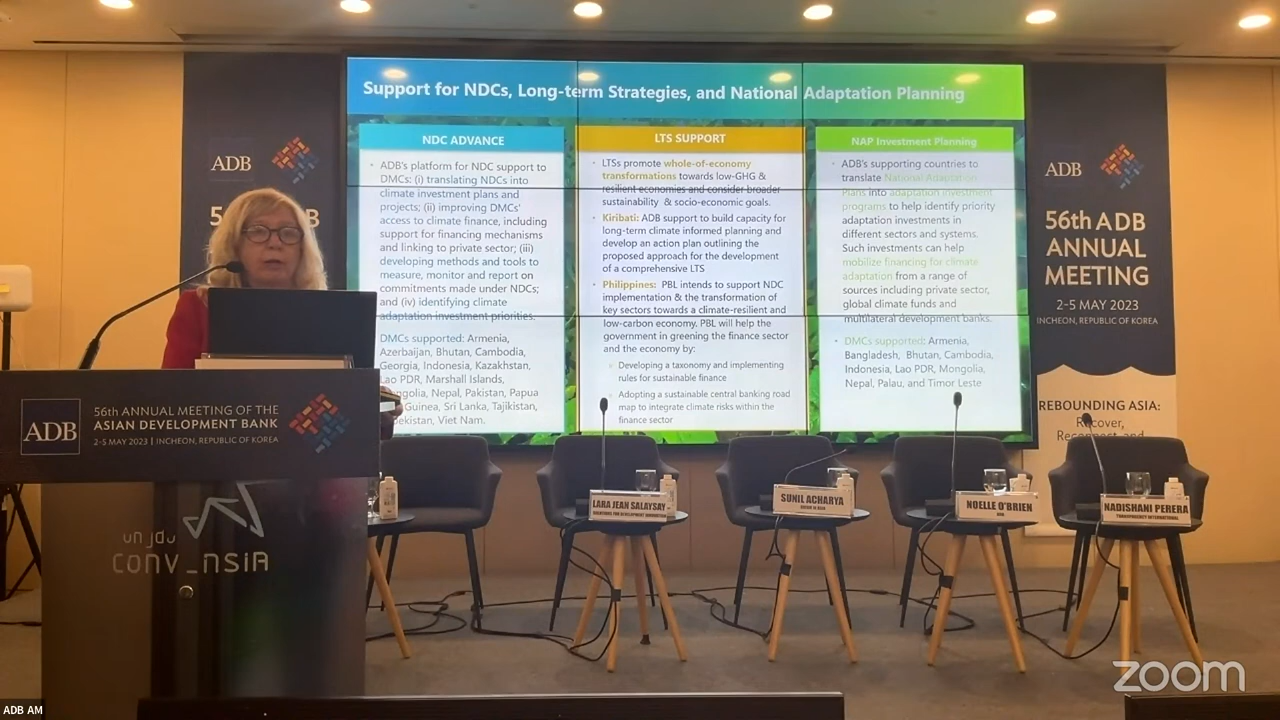 Support for NDCs, Long-term Strategies, and National Adaptation Planning
NDC ADVANCE
• ADB's platform for NDC support to
DMCs: (i) translating NDCs into
climate investment plans and
projects; (ii) improving DMCs'
access to climate finance, including
support for financing mechanisms
and linking to private sector; (iii)
developing methods and tools to
measure, monitor and report on
commitments made under NDCs;
and (iv) identifying climate
adaptation investment priorities.
DMCs supported: Armenia,
Azerbaijan, Bhutan, Cambodia,
Georgia, Indonesia, Kazakhstan,
Lao PDR, Marshall Islands,
ngolia, Nepal, Pakistan, Papua
Guinea, Sri Lanka, Tajikistan,
ekistan, Viet Nam.
LTS SUPPORT
• LTSs promote whole-of-economy
transformations towards low-GHG &
resilient economies and consider broader
sustainability & socio-economic goals.
• Kiribati: ADB support to build capacity for
long-term climate informed planning and
develop an action plan outlining the
proposed approach for the development
of a comprehensive LTS
• Philippines: PBL intends to support NDC
implementation & the transformation of
key sectors towards a climate-resilient and
low-carbon economy. PBL will help the
government in greening the finance sector
and the economy by:
Developing a taxonomy and implementing
rules for sustainable finance
Adopting a sustainable central banking road
map to integrate climate risks within the
finance sector
NAP Investment Planning
• ADB's supporting countries to
translate National Adaptation
Plans into adaptation investment
programs to help identify priority
adaptation investments in
different sectors and systems.
Such investments can help
mobilize financing for climate
adaptation from a range of
sources including private sector,
global climate funds and
multilateral development banks.
• DMCs supported: Armenia,
Bangladesh, Bhutan, Cambodia,
Indonesia, Lao PDR, Mongolia,
Nepal, Palau, and Timor Leste
ADB
ADB
56th ADB
ANNUAL
MEETING
2-5 MAY 2023
INCHEON, REPUBLIC OF KOREA
REBOUNDING ASIA:
Recover,
Reconnect, and
ADB
56th ANNUAL MEETING OF THE
ASIAN DEVELOPMENT BANK
2-5 MAY 2023 | INCHEON, REPUBLIC OF KOREA
CONV_NSIA
LARA JEAN SALAYSAY
SUNIL ACHARYA
NOELLE O'BRIEN
ADB
NADISHANI PERERA
TRANSPARENCY INTERNATIONAL
zoom
ADB AM